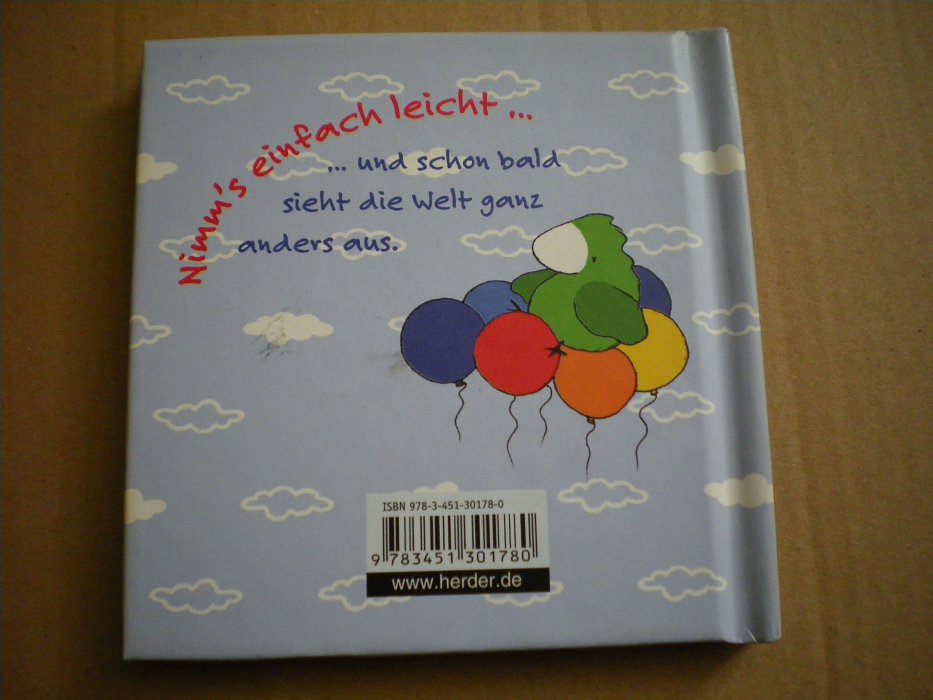 Nimm's einfach leicht ...
... und schon bald
sieht die Welt ganz
anders aus.
ISBN 978-3-451-30178-0
9 783451 301780
www.herder.de